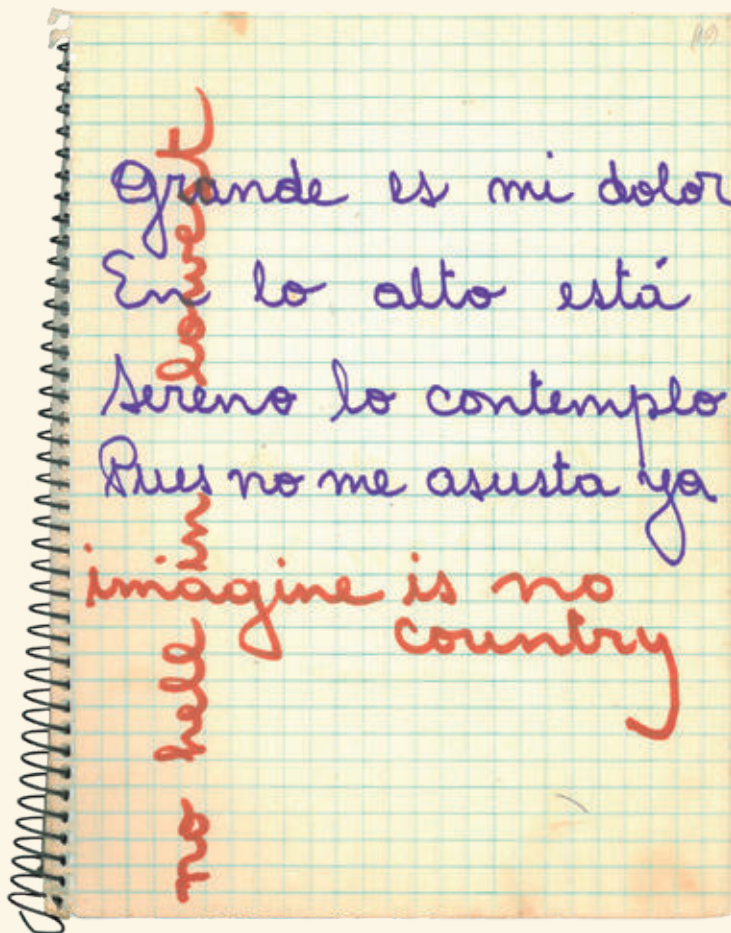 Grande es mi dolor
En lo alto está
Sereno lo contemplo
Pues no me asusta ya
imagine is no
country
no hell in lowest